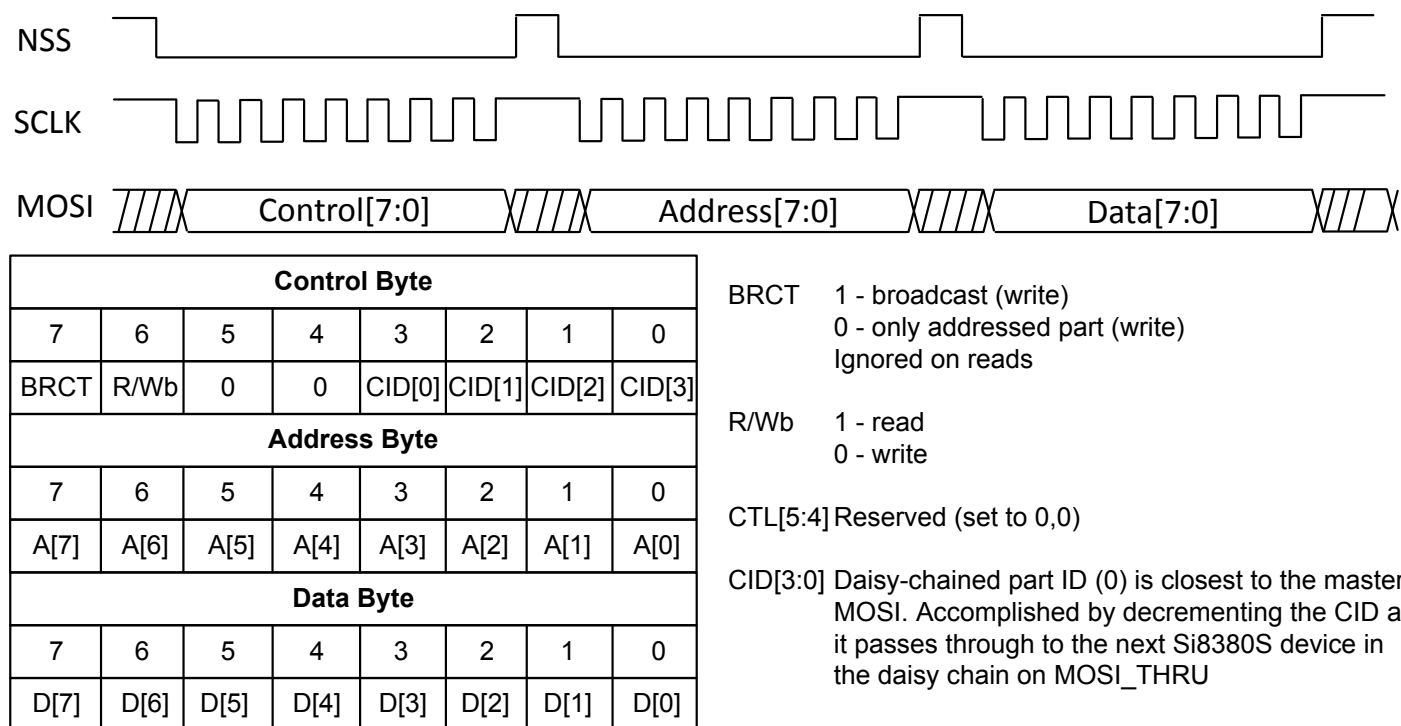 NSS
SCLK
MOSI Control[7:0] Address[7:0] Data[7:0]
Control Byte
7 6 5 4 3 2 1 0
BRCT R/Wb 0 0 CID[0] CID[1] CID[2] CID[3]
Address Byte
7 6 5 4 3 2 1 0
A[7] A[6] A[5] A[4] A[3] A[2] A[1] A[0]
Data Byte
7 6 5 4 3 2 1 0
D[7] D[6] D[5] D[4] D[3] D[2] D[1] D[0]
BRCT 1 - broadcast (write)
0 - only addressed part (write)
Ignored on reads
R/Wb 1 - read
0 - write
CTL[5:4] Reserved (set to 0,0)
CID[3:0] Daisy-chained part ID (0) is closest to the master
MOSI. Accomplished by decrementing the CID a
it passes through to the next Si8380S device in
the daisy chain on MOSI_THRU